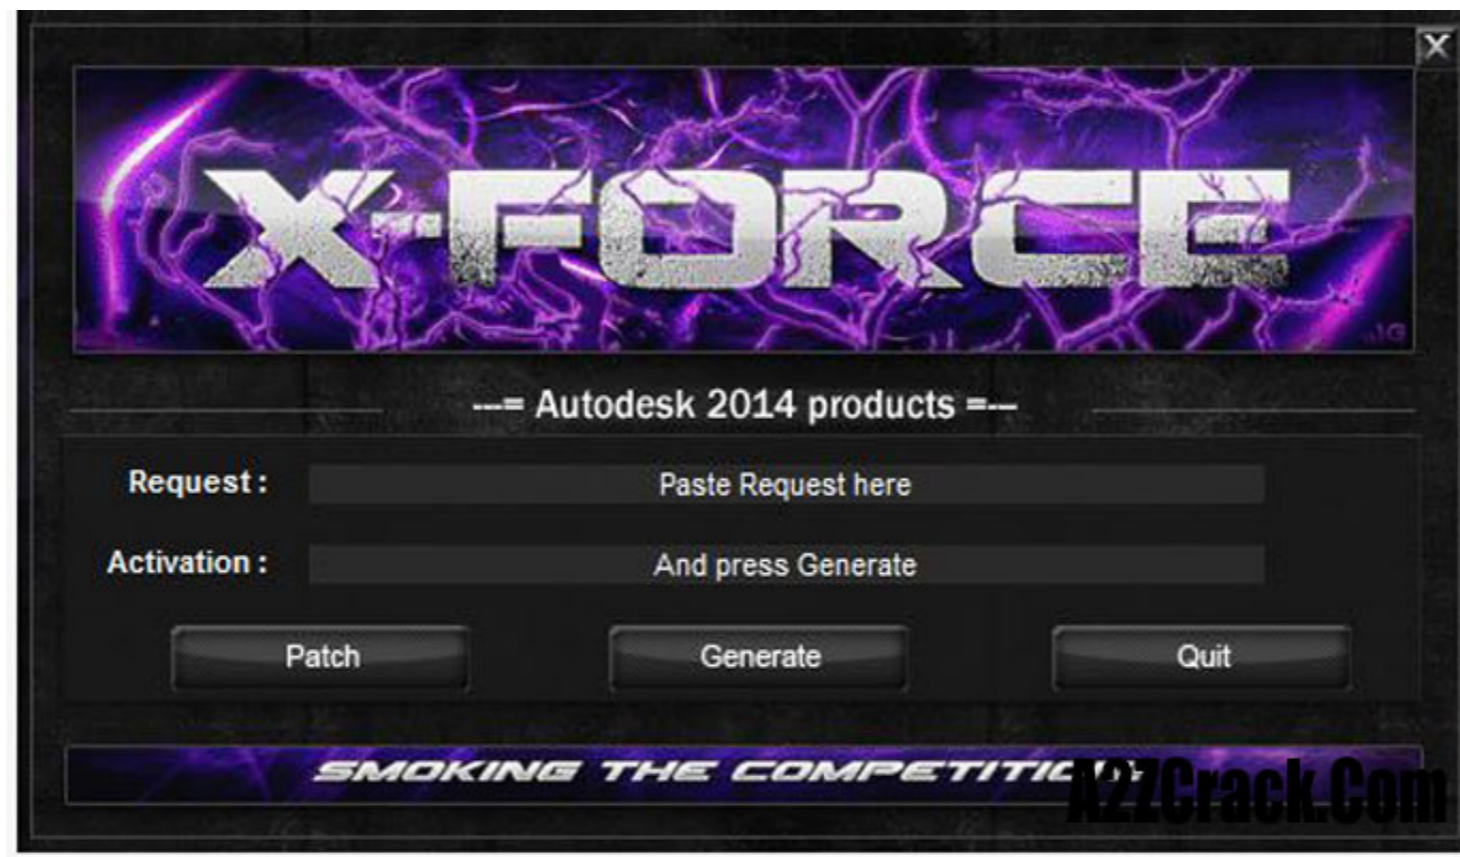 X
X-FORCE
...JG
---= Autodesk 2014 products =---
Request : Paste Request here
Activation : And press Generate
Patch Generate Quit
SMOKING THE
A2ZCrack.Com